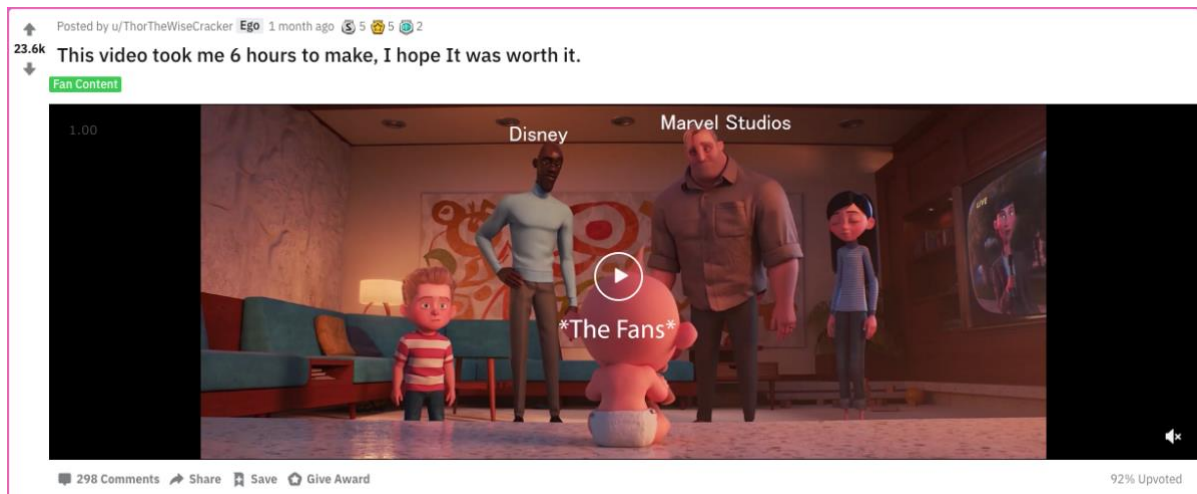 Posted by u/ThorTheWiseCracker Ego 1 month ago 5 5 2
23.6k
This video took me 6 hours to make, I hope It was worth it.
Fan Content
1.00
Disney
Marvel Studios
LIVE
*The Fans*
298 Comments Share Save Give Award
92% Upvoted